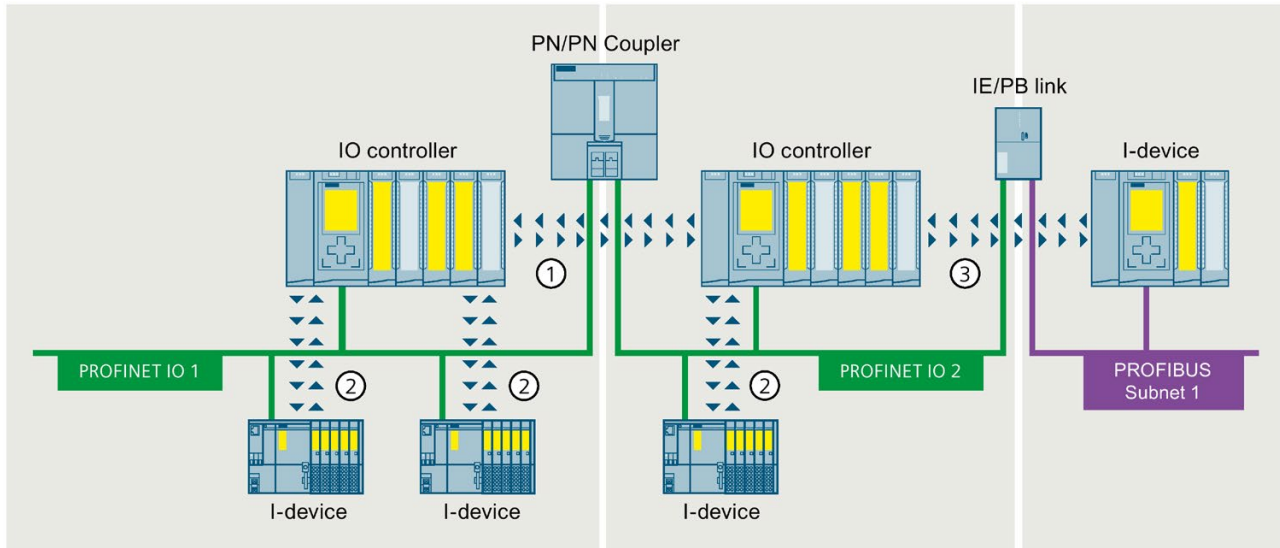 PN/PN Coupler
IE/PB link
IO controller
IO controller
I-device
1
3
PROFINET IO 1
PROFINET IO 2
PROFIBUS
Subnet 1
2
2
2
I-device
I-device
I-device